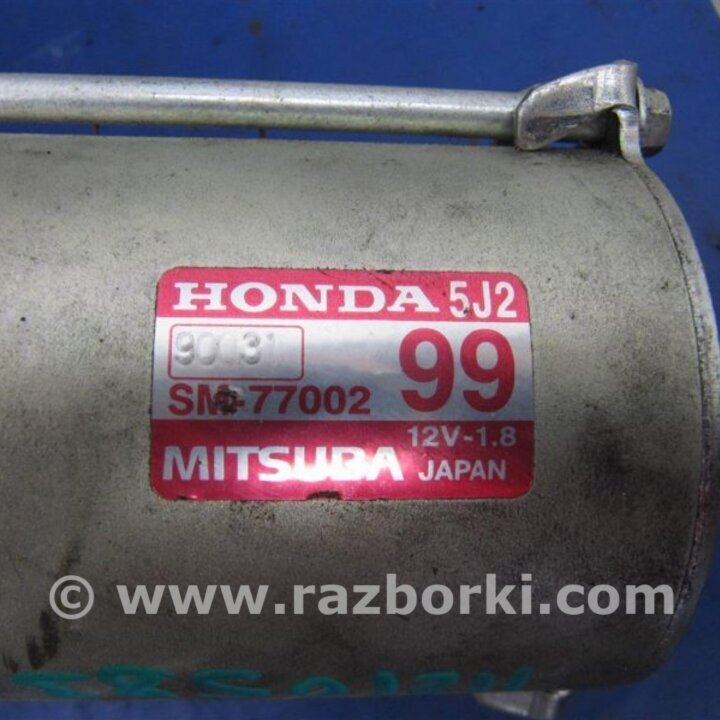 HONDA 5J2
99
SM-77002
12V-1.8
MITSUBA JAPAN
© www.razborki.com